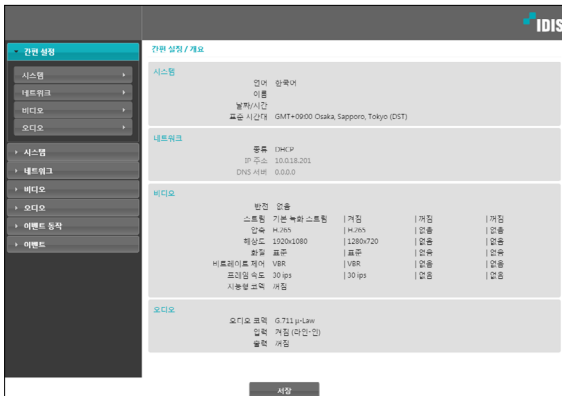 IDIS
간편 설정
시스템
네트워크
비디오
오디오
시스템
네트워크
비디오
오디오
이벤트 동작
이벤트
간편 설정 / 개요
시스템
언어 한국어
이름
날짜/시간
표준 시간대 GMT+09:00 Osaka, Sapporo, Tokyo (DST)
네트워크
종류 DHCP
IP 주소 10.0.18.201
DNS 서버 0.0.0.0
비디오
반전 없음
스트림 기본 녹화 스트림 | 켜짐 | 꺼짐 | 꺼짐
압축 H.265 | H.265 | 없음 | 없음
해상도 1920x1080 | 1280x720 | 없음 | 없음
화질 표준 | 표준 | 없음 | 없음
비트레이트 제어 VBR | VBR | 없음 | 없음
프레임 속도 30 ips | 30 ips | 없음 | 없음
지능형 코덱 꺼짐
오디오
오디오 코덱 G.711 μ-Law
입력 켜짐 (라인-인)
출력 꺼짐
저장